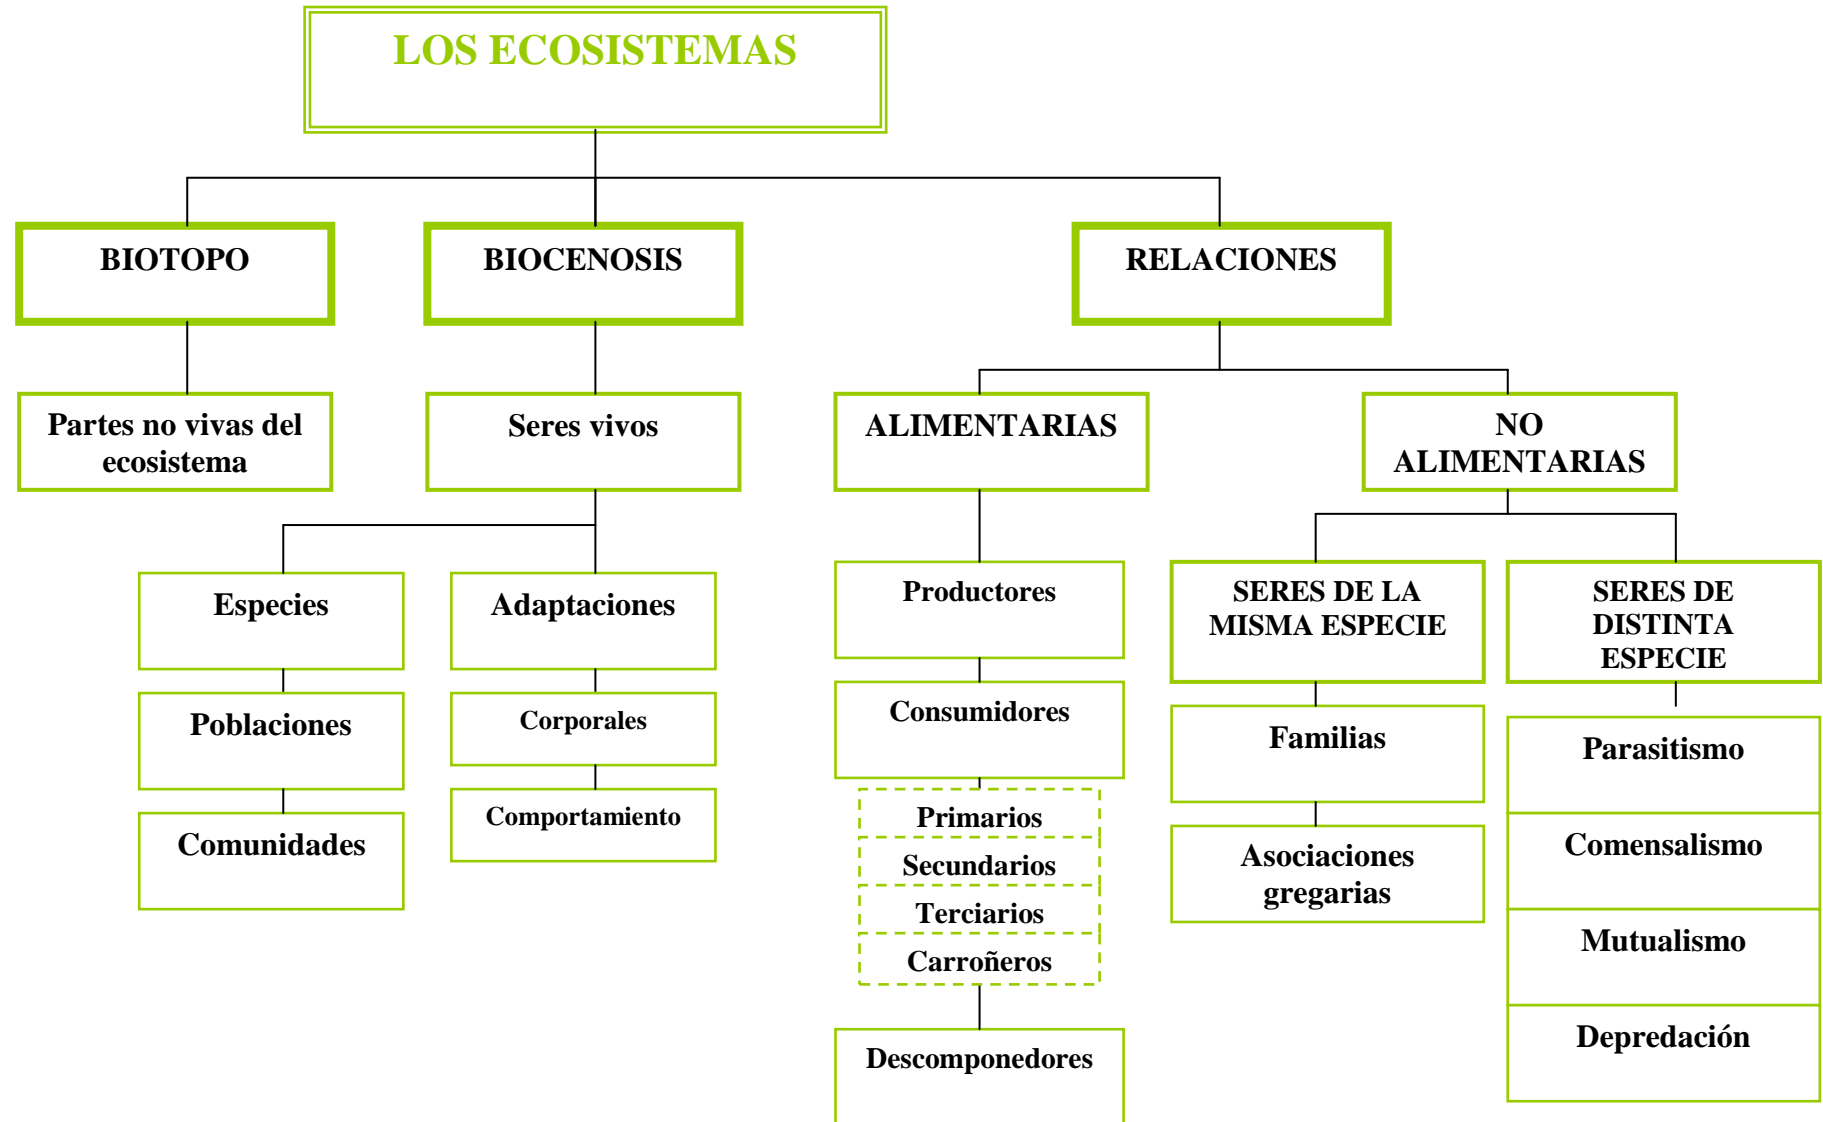 LOS ECOSISTEMAS
BIOTOPO
BIOCENOSIS
RELACIONES
Partes no vivas del
ecosistema
Seres vivos
ALIMENTARIAS
NO
ALIMENTARIAS
Especies
Adaptaciones
Productores
SERES DE LA
MISMA ESPECIE
SERES DE
DISTINTA
ESPECIE
Poblaciones
Corporales
Consumidores
Familias
Parasitismo
Comunidades
Comportamiento
Primarios
Secundarios
Terciarios
Carroñeros
Asociaciones
gregarias
Comensalismo
Mutualismo
Descomponedores
Depredación